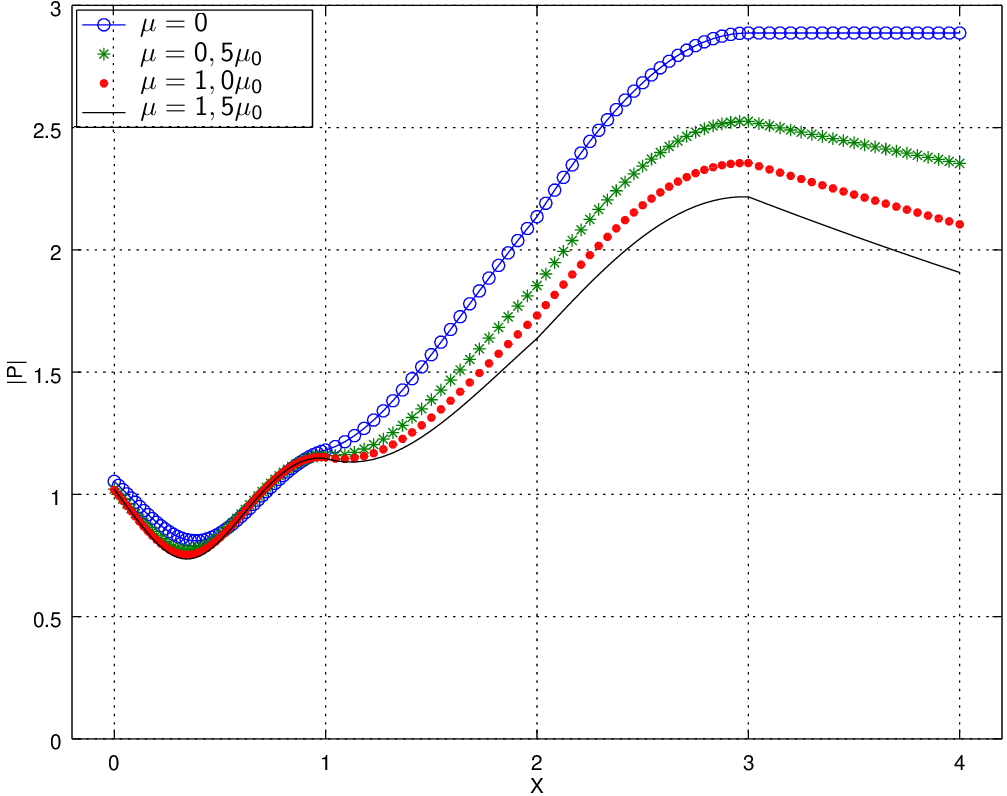 μ = 0
μ = 0, 5μ₀
μ = 1, 0μ₀
μ = 1, 5μ₀
3
2.5
2
1.5
1
0.5
0
|P|
0 1 2 3 4
X